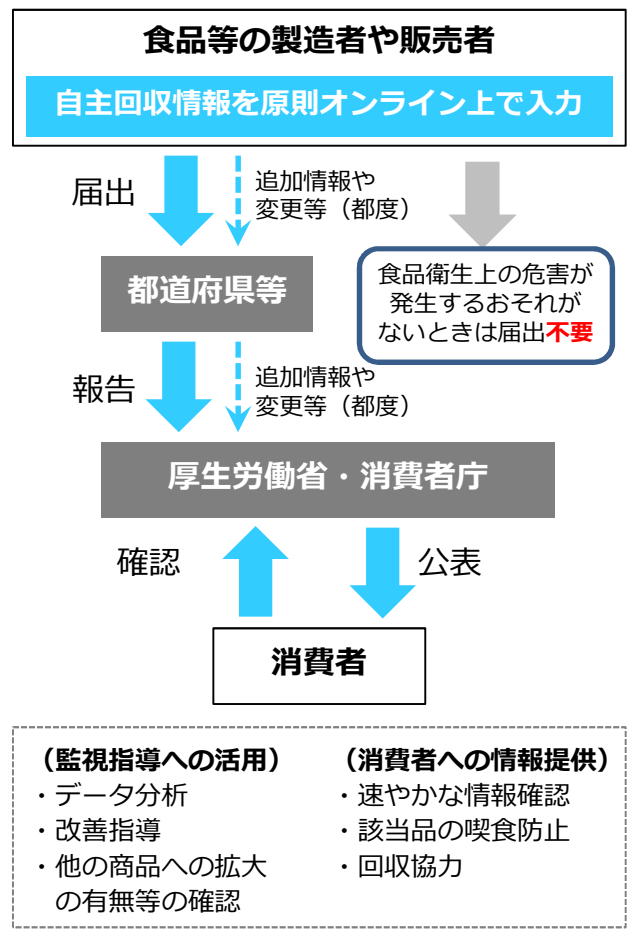 食品等の製造者や販売者
自主回収情報を原則オンライン上で入力
届出
追加情報や
変更等（都度）
都道府県等
食品衛生上の危害が
発生するおそれが
ないときは届出不要
報告
追加情報や
変更等（都度）
厚生労働省・消費者庁
確認
公表
消費者
（監視指導への活用）
・データ分析
・改善指導
・他の商品への拡大
の有無等の確認
（消費者への情報提供）
・速やかな情報確認
・該当品の喫食防止
・回収協力